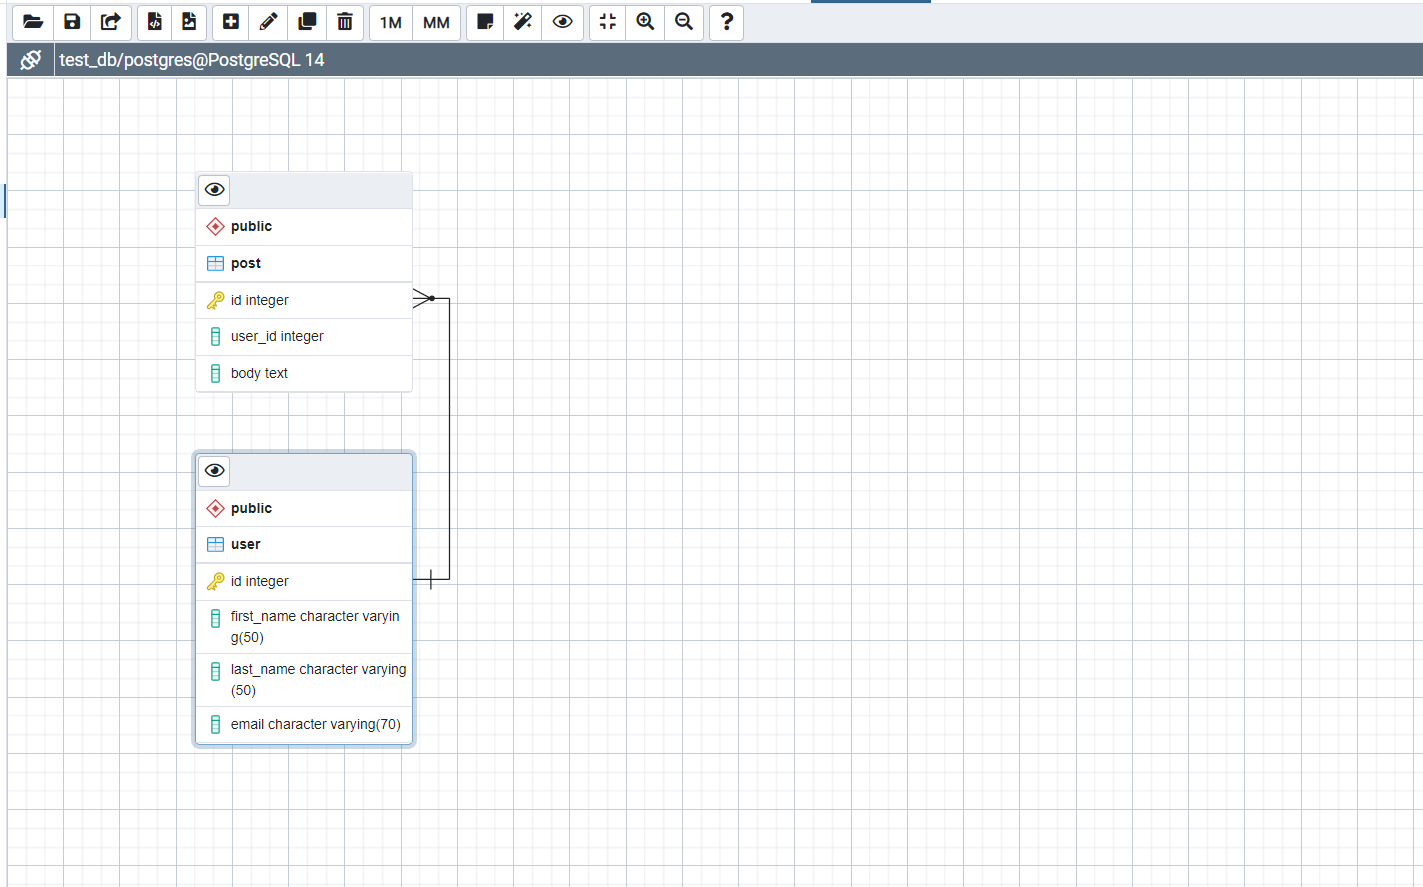 1M MM ?
test_db/postgres@PostgreSQL 14
public
post
id integer
user_id integer
body text
public
user
id integer
first_name character varyin
g(50)
last_name character varying
(50)
email character varying(70)